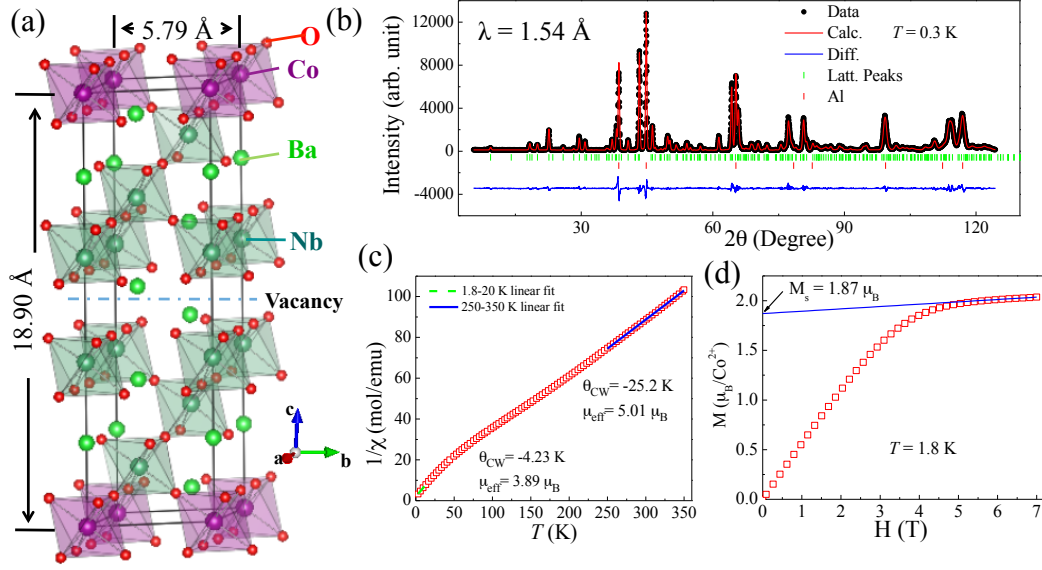 (a)
5.79 Å
O
Co
Ba
Nb
Vacancy
18.90 Å
c
a
b
(b)
λ = 1.54 Å
Data
Calc.
Diff.
Latt. Peaks
Al
T = 0.3 K
Intensity (arb. unit)
12000
8000
4000
0
-4000
30
60
90
120
2θ (Degree)
(c)
1.8-20 K linear fit
250-350 K linear fit
θCW= -25.2 K
μeff= 5.01 μB
θCW= -4.23 K
μeff= 3.89 μB
1/χ (mol/emu)
100
80
60
40
20
0
0
50
100
150
200
250
300
350
T (K)
(d)
Ms = 1.87 μB
T = 1.8 K
M (μB/Co2+)
2.0
1.5
1.0
0.5
0.0
0
1
2
3
4
5
6
7
H (T)